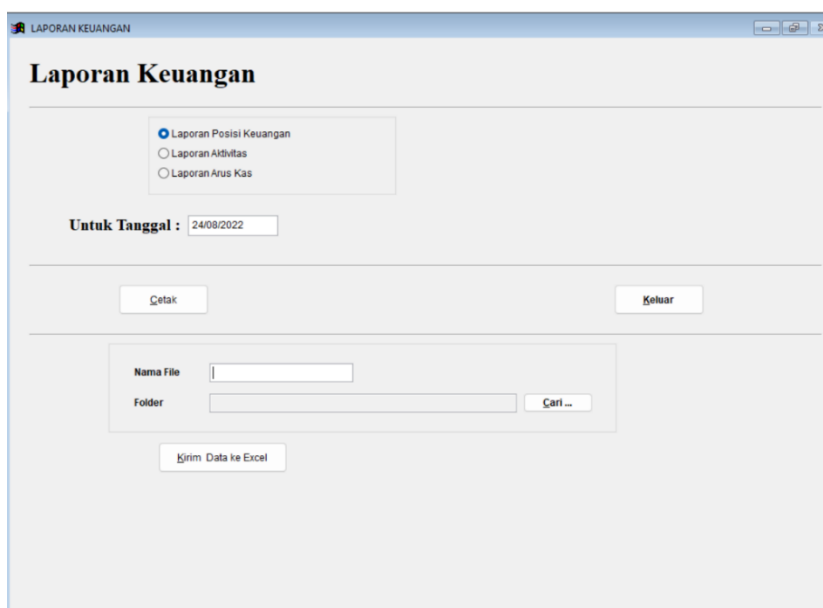 LAPORAN KEUANGAN
Laporan Keuangan
Laporan Posisi Keuangan
Laporan Aktivitas
Laporan Arus Kas
Untuk Tanggal : 24/08/2022
Cetak Keluar
Nama File
Folder Cari ...
Kirim Data ke Excel